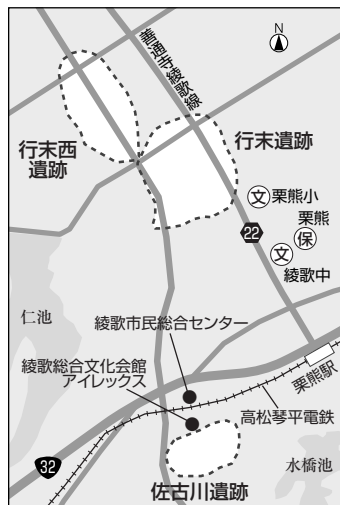 N
善通寺綾歌線
行末西
遺跡
行末遺跡
文
栗熊小
栗熊
保
22
文
綾歌中
仁池
綾歌市民総合センター
綾歌総合文化会館
アイレックス
栗熊駅
高松琴平電鉄
32
佐古川遺跡
水橋池